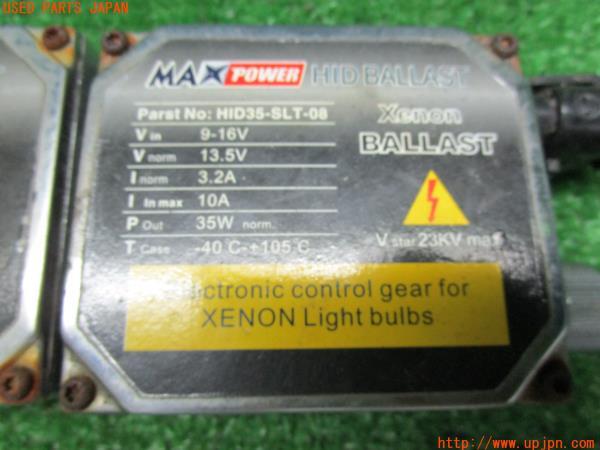 USED PARTS JAPAN
MAX POWER HID BALLAST
Parst No: HID35-SLT-08
Xenon
BALLAST
V in 9-16V
V norm 13.5V
I norm 3.2A
I In max 10A
P Out 35W norm.
T Case -40 C-+105 C
V star 23KV max
Electronic control gear for
XENON Light bulbs
http://www.upjpn.com/